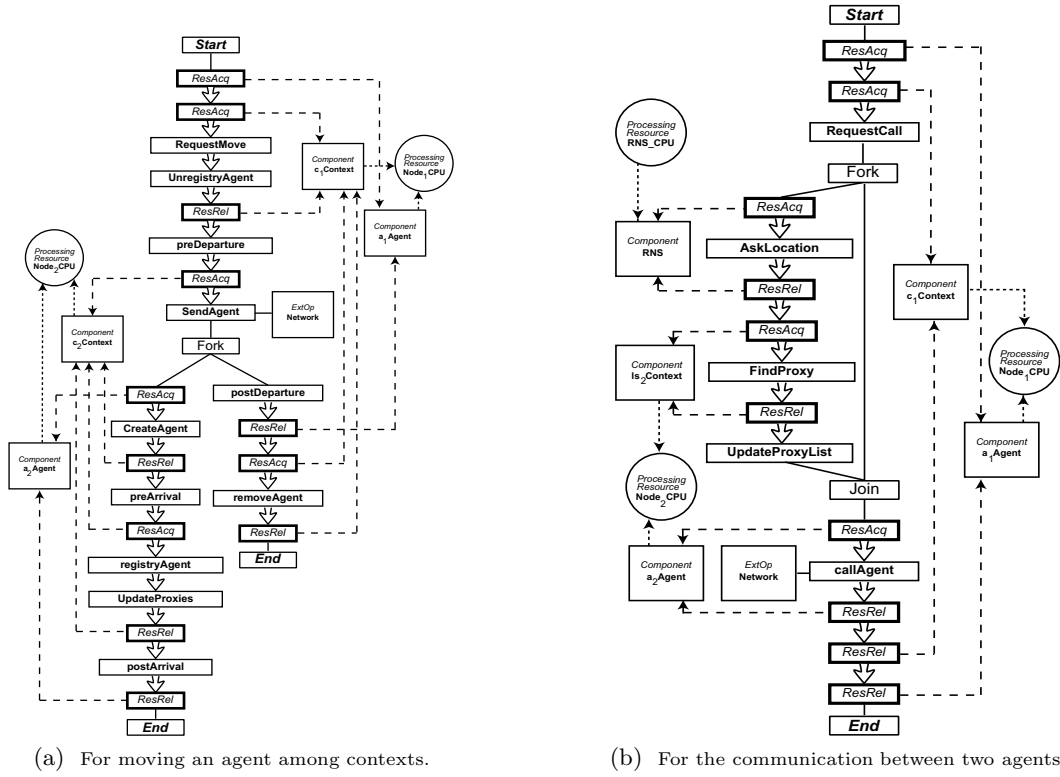 Start
ResAcq
ResAcq
RequestMove
UnregistryAgent
ResRel
preDeparture
ResAcq
SendAgent
Fork
Component
c1Context
Processing
Resource
Node1CPU
Component
a1Agent
Processing
Resource
Node2CPU
Component
c2Context
ExtOp
Network
ResAcq
CreateAgent
ResRel
preArrival
ResAcq
registryAgent
UpdateProxies
ResRel
postArrival
ResRel
End
postDeparture
ResRel
ResAcq
removeAgent
ResRel
End
Component
a2Agent
(a) For moving an agent among contexts.
Start
ResAcq
ResAcq
RequestCall
Fork
Processing
Resource
RNS_CPU
Component
RNS
ResAcq
AskLocation
ResRel
ResAcq
FindProxy
ResRel
UpdateProxyList
Component
ls2Context
Processing
Resource
Node_CPU
2
Component
c1Context
Processing
Resource
Node1CPU
Component
a1Agent
Join
ResAcq
callAgent
ResRel
ResRel
ResRel
End
Component
a2Agent
ExtOp
Network
(b) For the communication between two agents